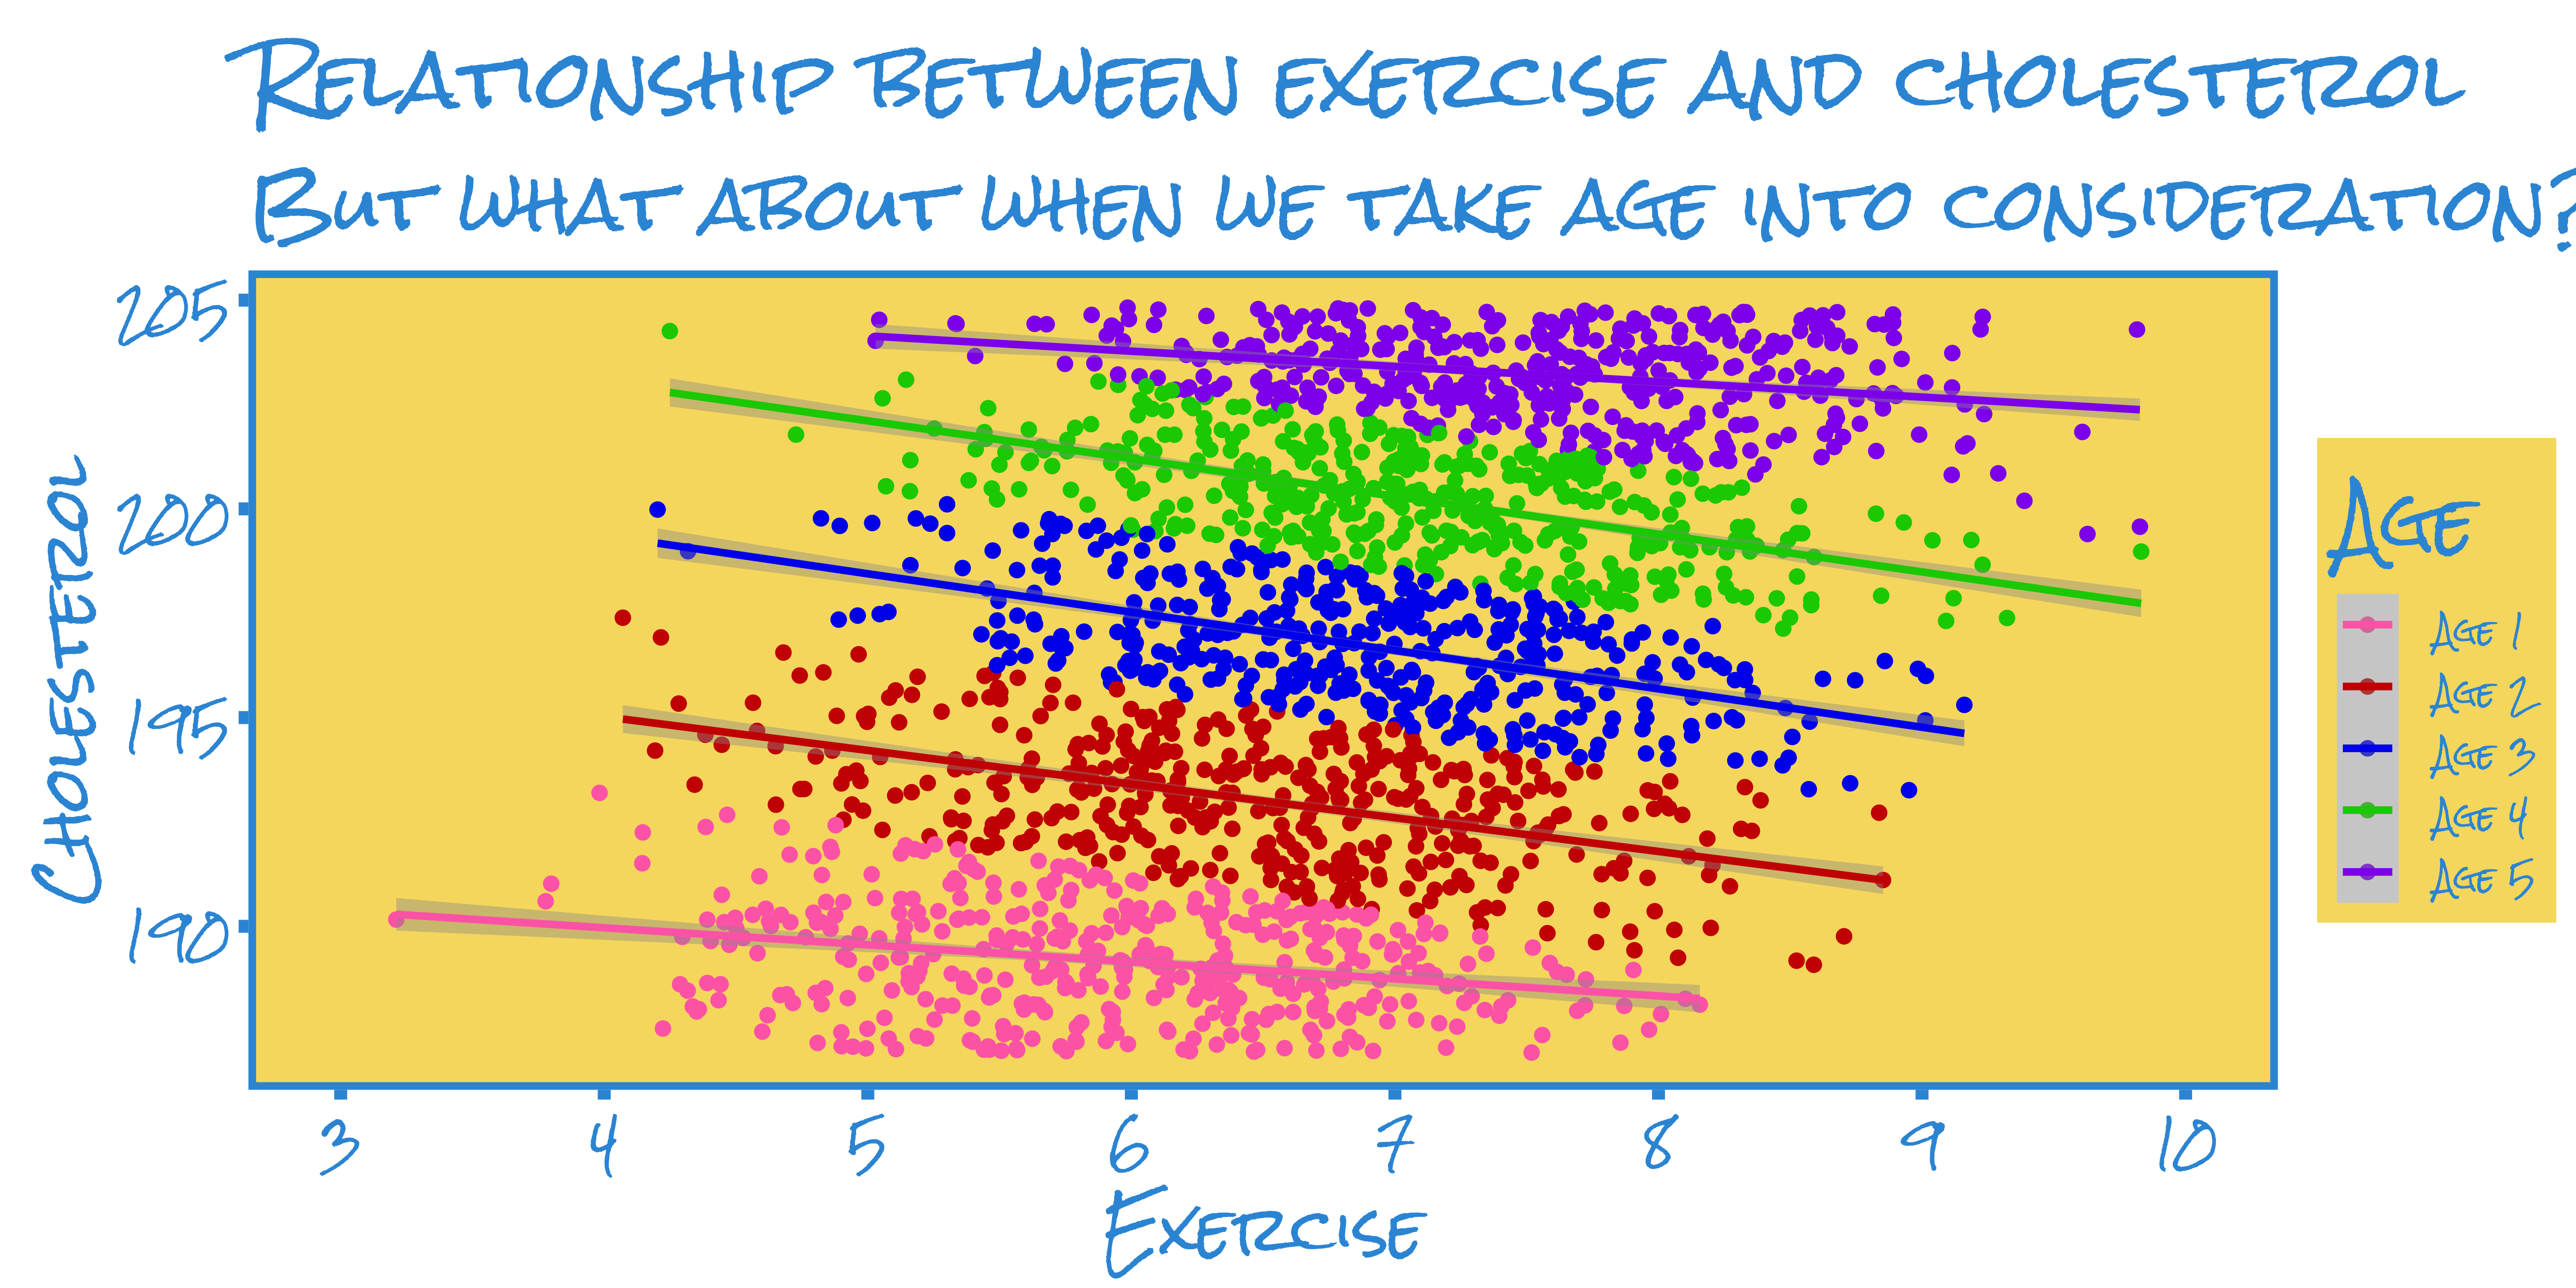 Relationship between exercise and cholesterol
But what about when we take age into consideration?
Cholesterol
205
200
195
190
3 4 5 6 7 8 9 10
Exercise
Age
Age 1
Age 2
Age 3
Age 4
Age 5